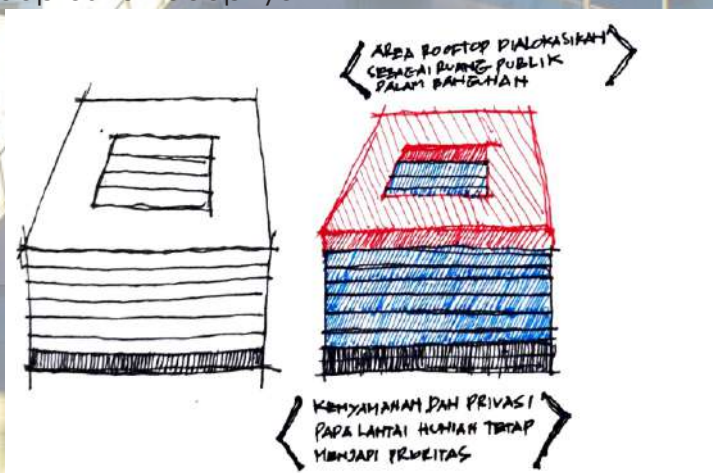 AREA ROOFTOP DIALOKASIKAN
SEBAGAI RUANG PUBLIK
DALAM BANGUNAN
KENYAMANAN DAN PRIVASI
PADA LANTAI HUNIAN TETAP
MENJADI PRIORITAS